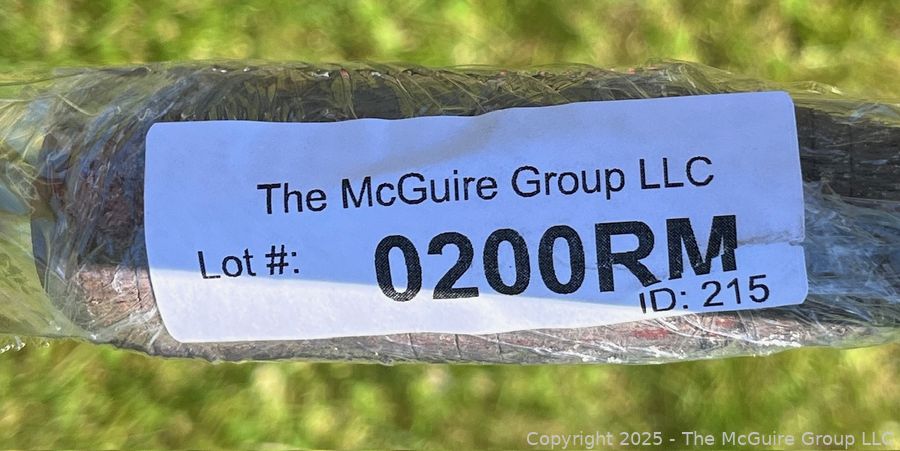 The McGuire Group LLC
Lot #: 0200RM
ID: 215
Copyright 2025 - The McGuire Group LLC